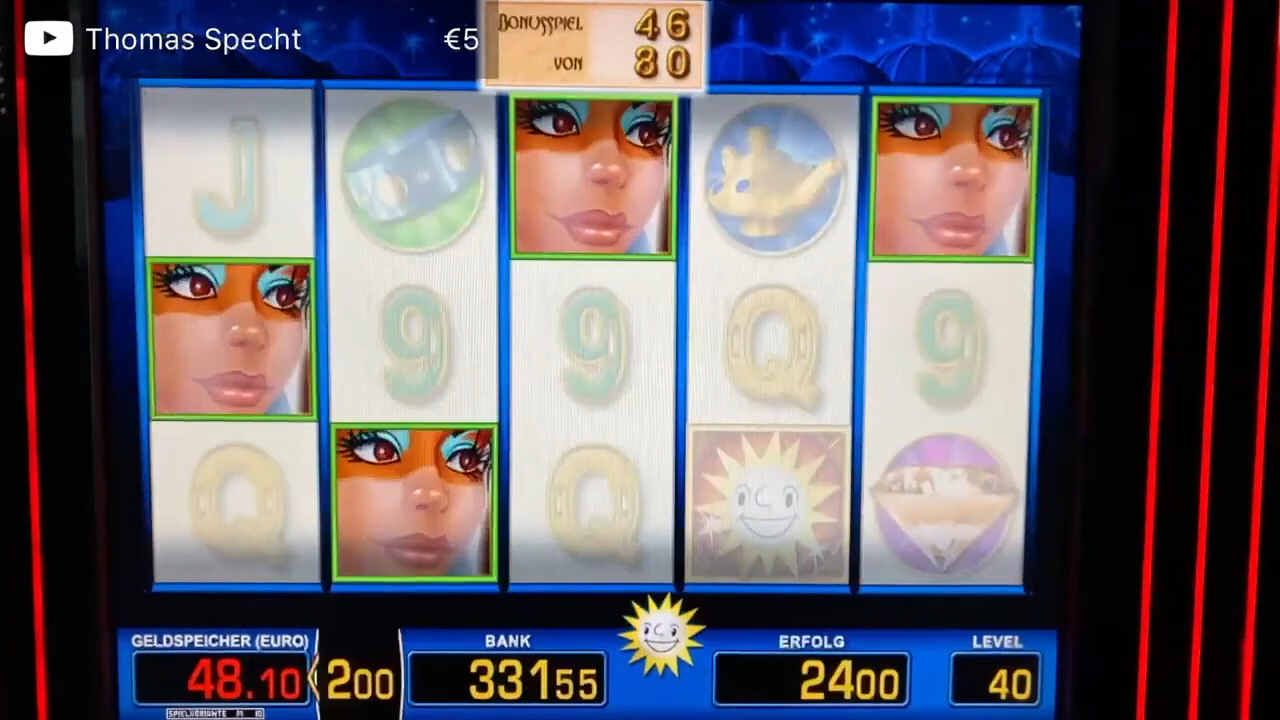 Thomas Specht
€5
BONUSSPIEL 46
VON 80
J
9 9 Q 9
Q Q
GELDSPEICHER (EURO) BANK ERFOLG LEVEL
48.10 200 33155 2400 40
SPIELVARIANTE